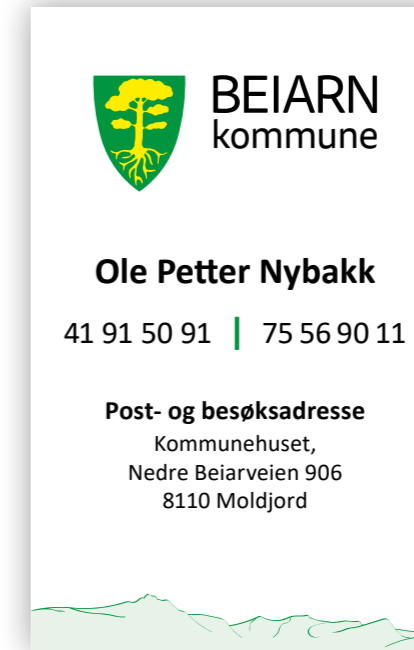 BEIARN
kommune
Ole Petter Nybakk
41 91 50 91 | 75 56 90 11
Post- og besøksadresse
Kommunehuset,
Nedre Beiarveien 906
8110 Moldjord